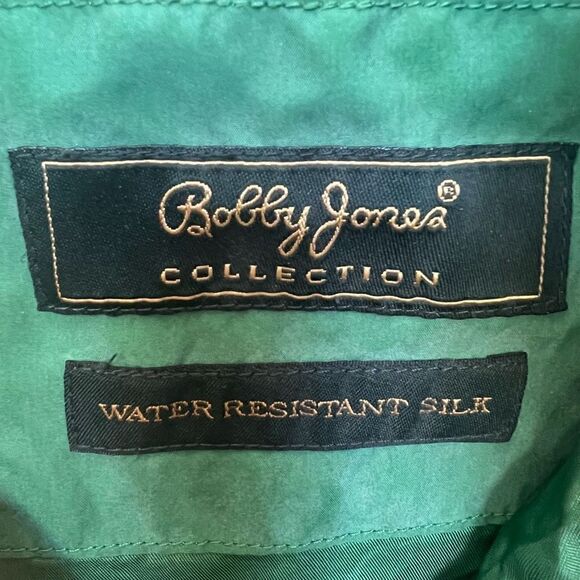 Bobby Jones®
COLLECTION
WATER RESISTANT SILK